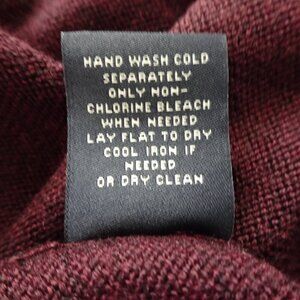 HAND WASH COLD
SEPARATELY
ONLY NON-
CHLORINE BLEACH
WHEN NEEDED
LAY FLAT TO DRY
COOL IRON IF
NEEDED
OR DRY CLEAN